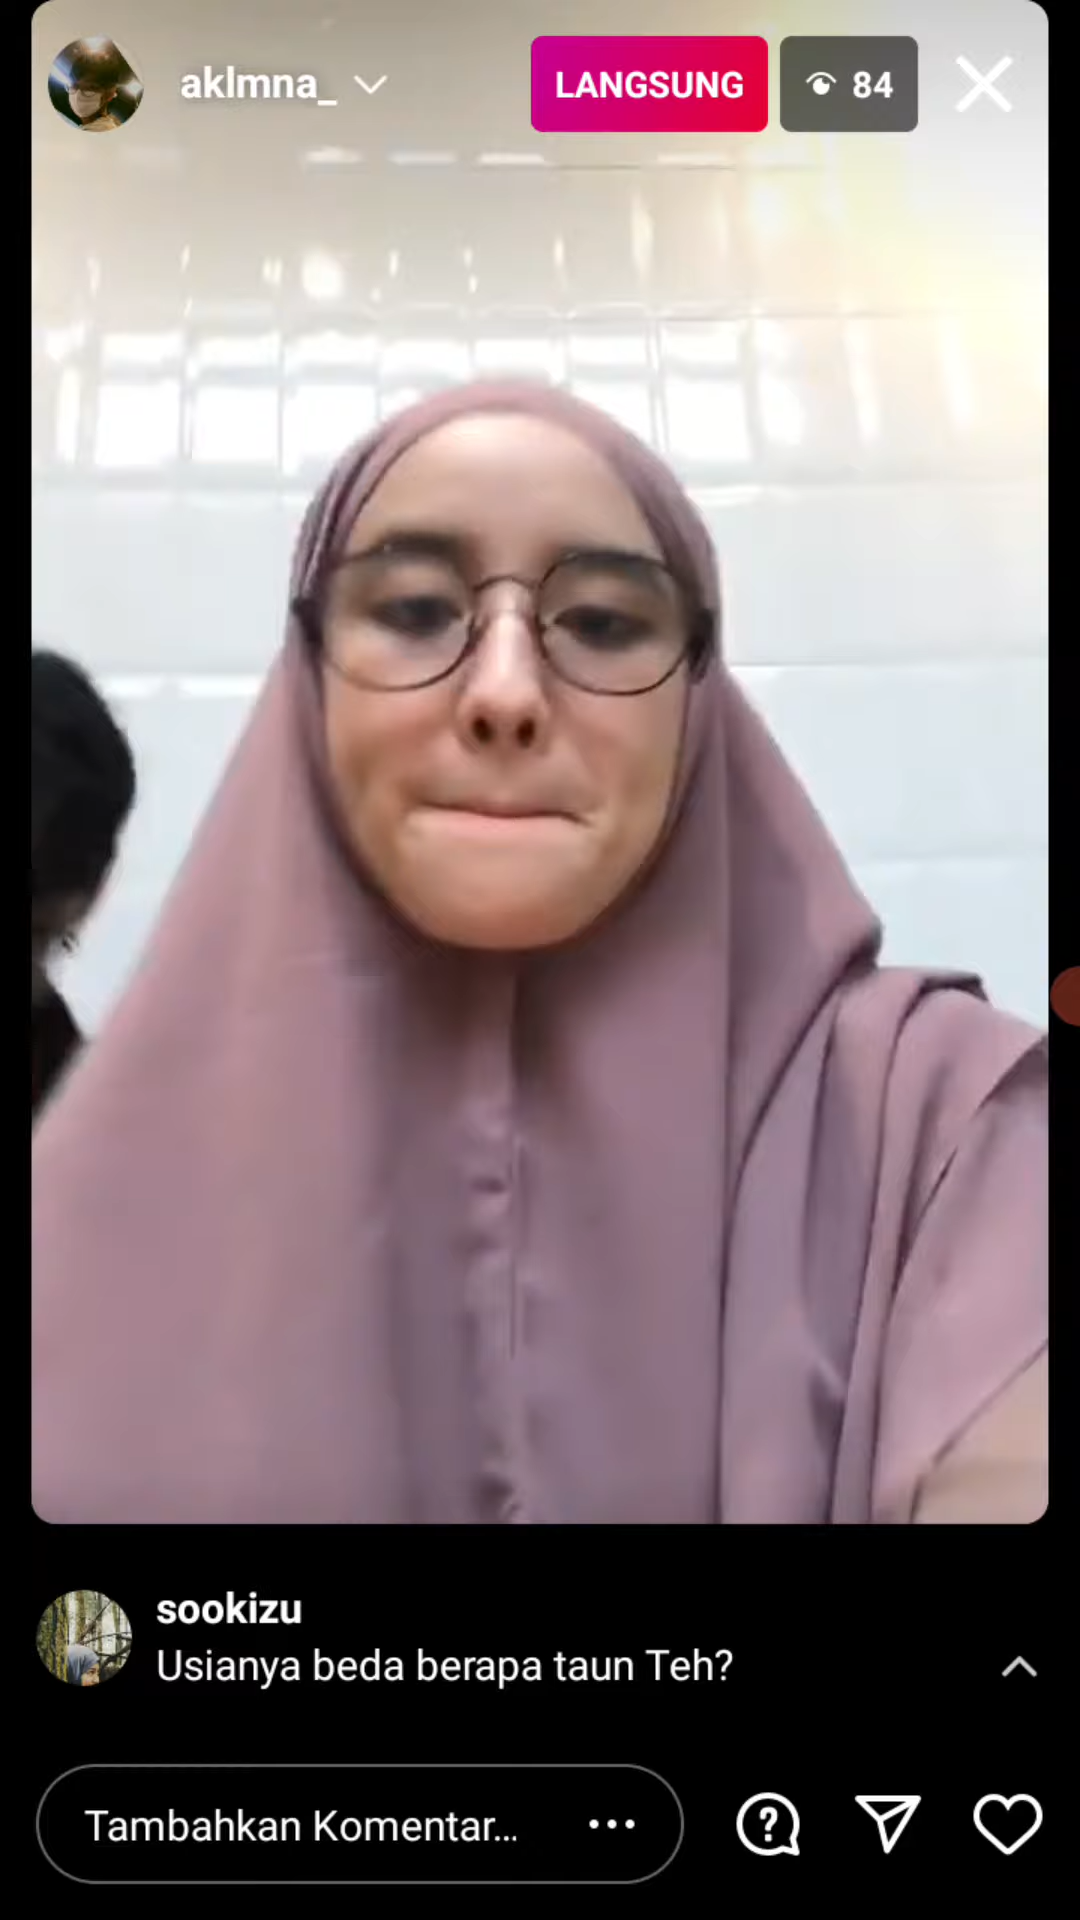 aklmna_
LANGSUNG
84
sookizu
Usianya beda berapa taun Teh?
Tambahkan Komentar...